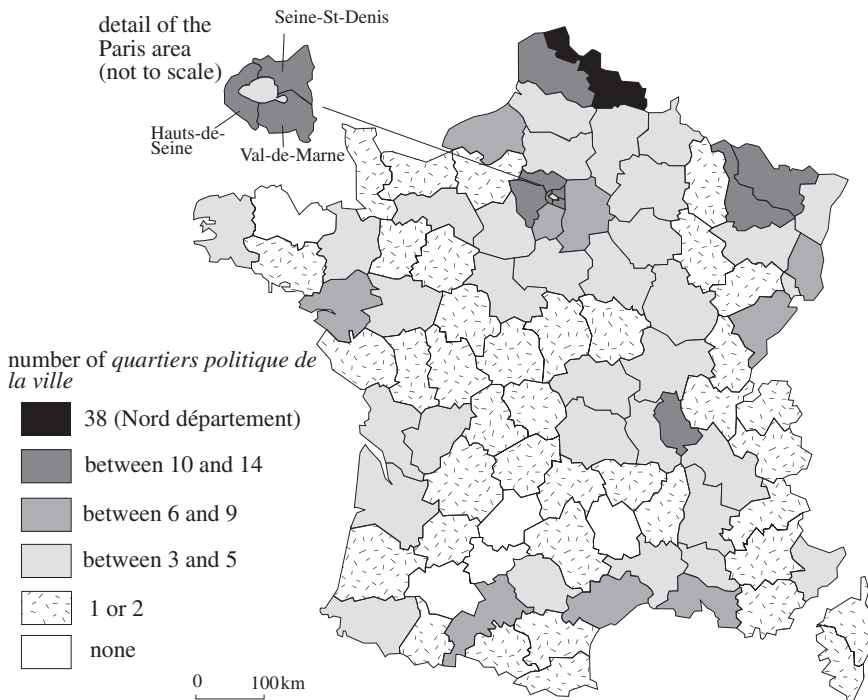 detail of the
Paris area
(not to scale)
Seine-St-Denis
Hauts-dé-
Seine
Val-de-Marne
number of quartiers politique de
la ville
38 (Nord département)
between 10 and 14
between 6 and 9
between 3 and 5
1 or 2
none
0 100km